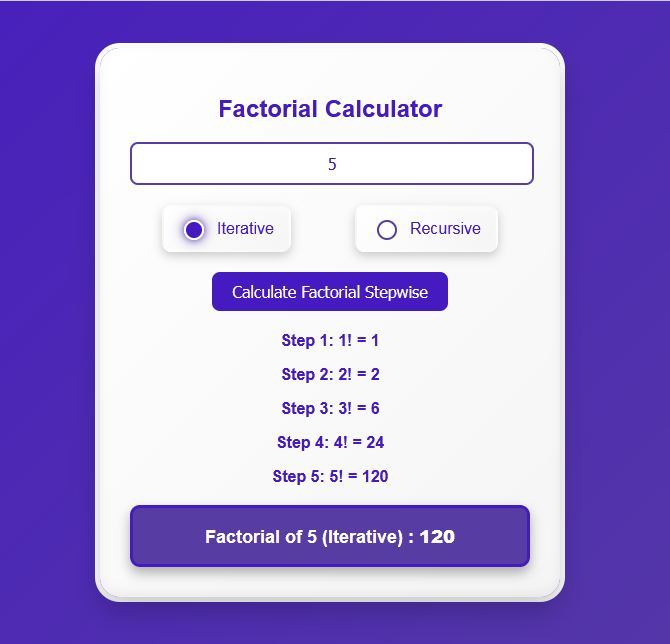 Factorial Calculator
5
Iterative Recursive
Calculate Factorial Stepwise
Step 1: 1! = 1
Step 2: 2! = 2
Step 3: 3! = 6
Step 4: 4! = 24
Step 5: 5! = 120
Factorial of 5 (Iterative) : 120